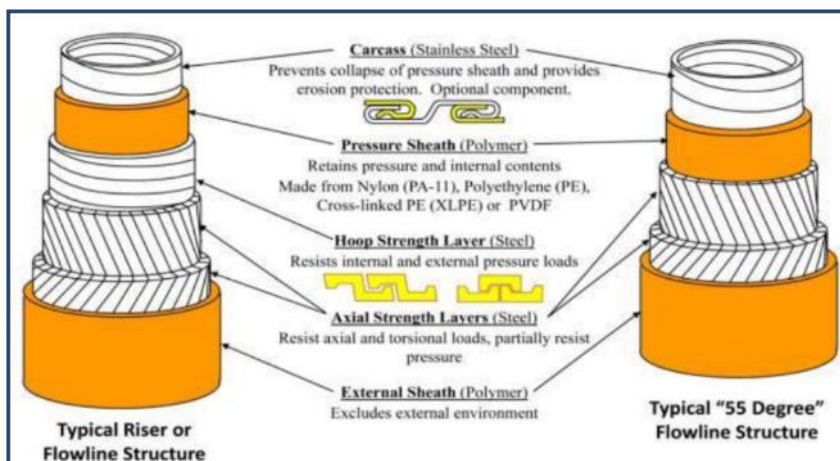 Carcass (Stainless Steel)
Prevents collapse of pressure sheath and provides
erosion protection.  Optional component.
Pressure Sheath (Polymer)
Retains pressure and internal contents
Made from Nylon (PA-11), Polyethylene (PE),
Cross-linked PE (XLPE) or  PVDF
Hoop Strength Layer (Steel)
Resists internal and external pressure loads
Axial Strength Layers (Steel)
Resist axial and torsional loads, partially resist
pressure
External Sheath (Polymer)
Excludes external environment
Typical Riser or
Flowline Structure
Typical “55 Degree”
Flowline Structure